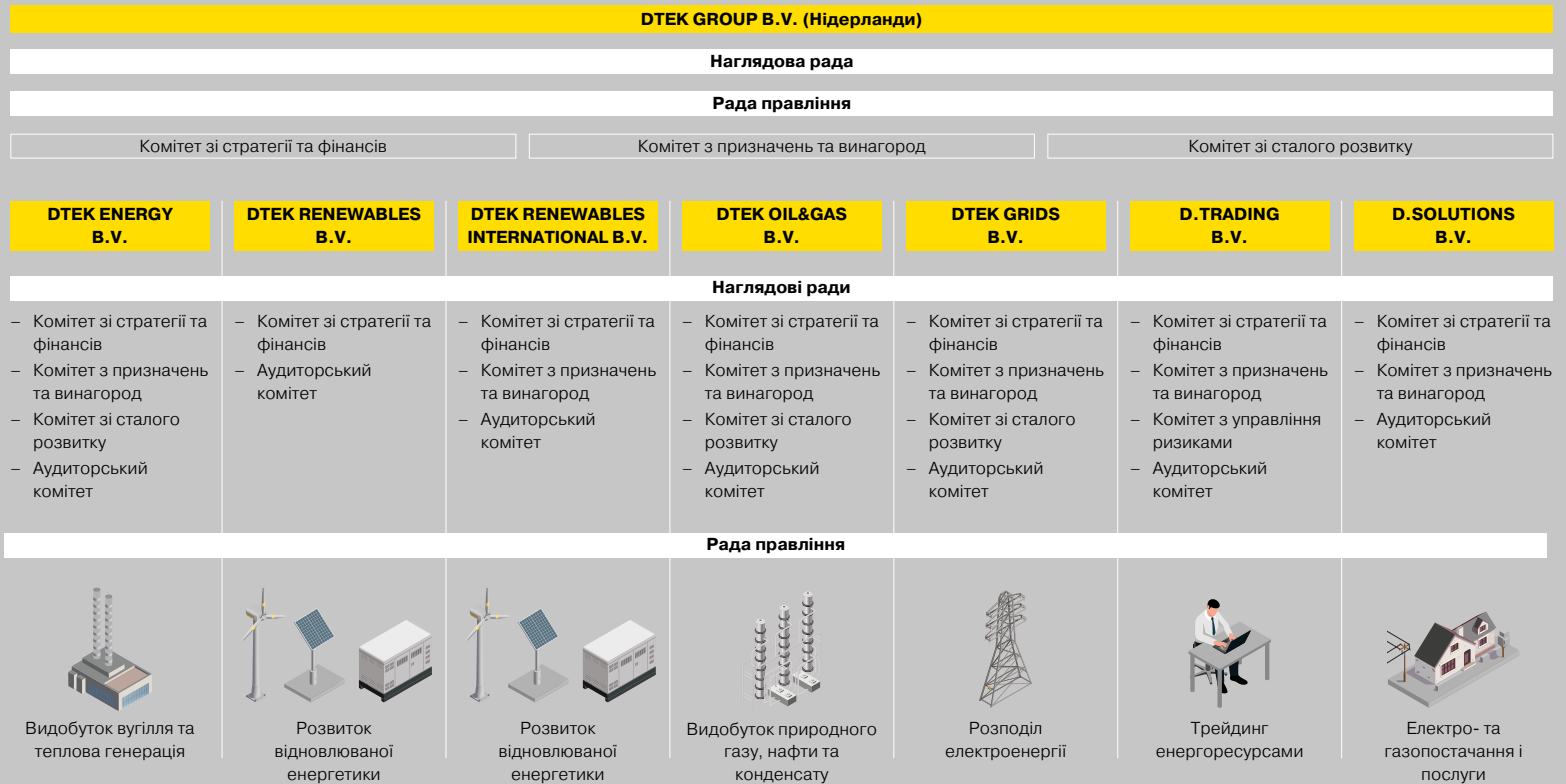 DTEK GROUP B.V. (Нідерланди)
Наглядова рада
Рада правління
Комітет зі стратегії та фінансів
Комітет з призначень та винагород
Комітет зі сталого розвитку
DTEK ENERGY
B.V.
DTEK RENEWABLES
B.V.
DTEK RENEWABLES
INTERNATIONAL B.V.
DTEK OIL&GAS
B.V.
DTEK GRIDS
B.V.
D.TRADING
B.V.
D.SOLUTIONS
B.V.
Наглядові ради
– Комітет зі стратегії та
фінансів
– Комітет з призначень
та винагород
– Комітет зі сталого
розвитку
– Аудиторський
комітет
– Комітет зі стратегії та
фінансів
– Аудиторський
комітет
– Комітет зі стратегії та
фінансів
– Комітет з призначень
та винагород
– Аудиторський
комітет
– Комітет зі стратегії та
фінансів
– Комітет з призначень
та винагород
– Комітет зі сталого
розвитку
– Аудиторський
комітет
– Комітет зі стратегії та
фінансів
– Комітет з призначень
та винагород
– Комітет зі сталого
розвитку
– Аудиторський
комітет
– Комітет зі стратегії та
фінансів
– Комітет з призначень
та винагород
– Комітет з управління
ризиками
– Аудиторський
комітет
– Комітет зі стратегії та
фінансів
– Комітет з призначень
та винагород
– Аудиторський
комітет
Рада правління
Видобуток вугілля та
теплова генерація
Розвиток
відновлюваної
енергетики
Розвиток
відновлюваної
енергетики
Видобуток природного
газу, нафти та
конденсату
Розподіл
електроенергії
Трейдинг
енергоресурсами
Електро- та
газопостачання і
послуги